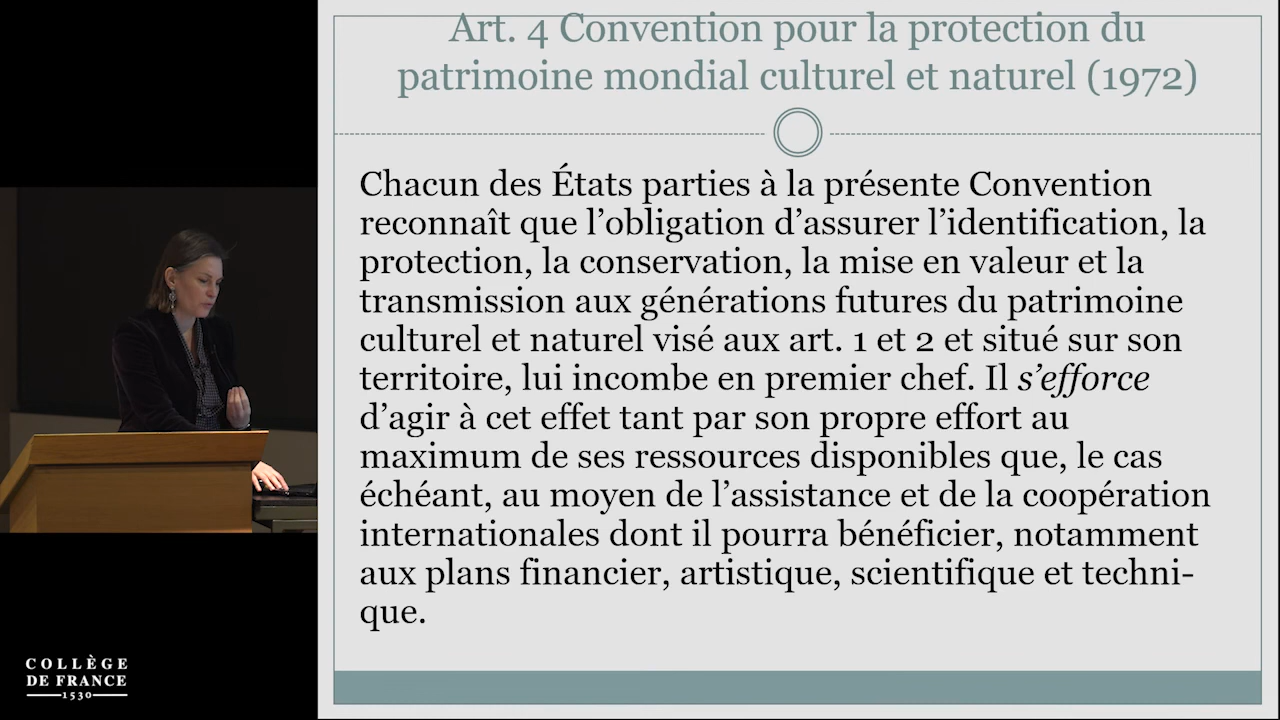 Art. 4 Convention pour la protection du
patrimoine mondial culturel et naturel (1972)
Chacun des États parties à la présente Convention
reconnaît que l’obligation d’assurer l’identification, la
protection, la conservation, la mise en valeur et la
transmission aux générations futures du patrimoine
culturel et naturel visé aux art. 1 et 2 et situé sur son
territoire, lui incombe en premier chef. Il s’efforce
d’agir à cet effet tant par son propre effort au
maximum de ses ressources disponibles que, le cas
échéant, au moyen de l’assistance et de la coopération
internationales dont il pourra bénéficier, notamment
aux plans financier, artistique, scientifique et techni-
que.
COLLÈGE
DE FRANCE
1530